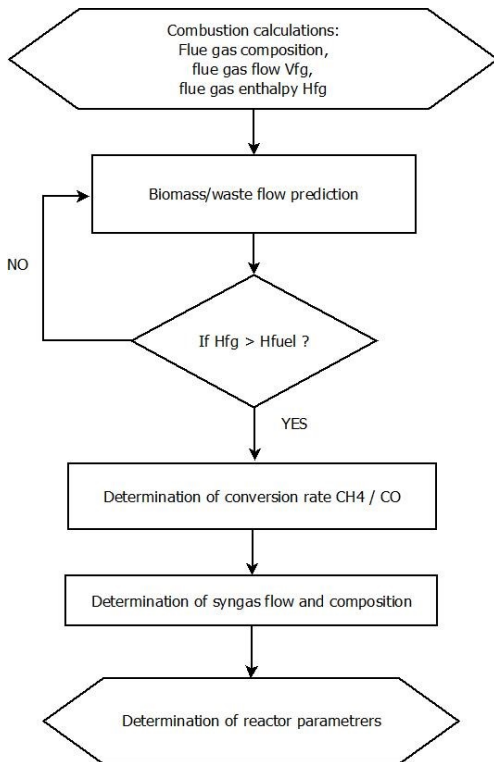 Combustion calculations:
Flue gas composition,
flue gas flow Vfg,
flue gas enthalpy Hfg
Biomass/waste flow prediction
NO
If Hfg > Hfuel ?
YES
Determination of conversion rate CH4 / CO
Determination of syngas flow and composition
Determination of reactor parametrers